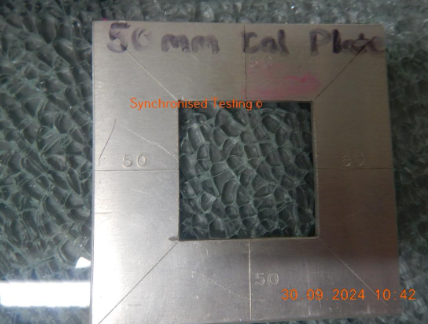 50 mm Cal Plate
Synchronised Testing 6
50
50
50
30.09.2024 10:42